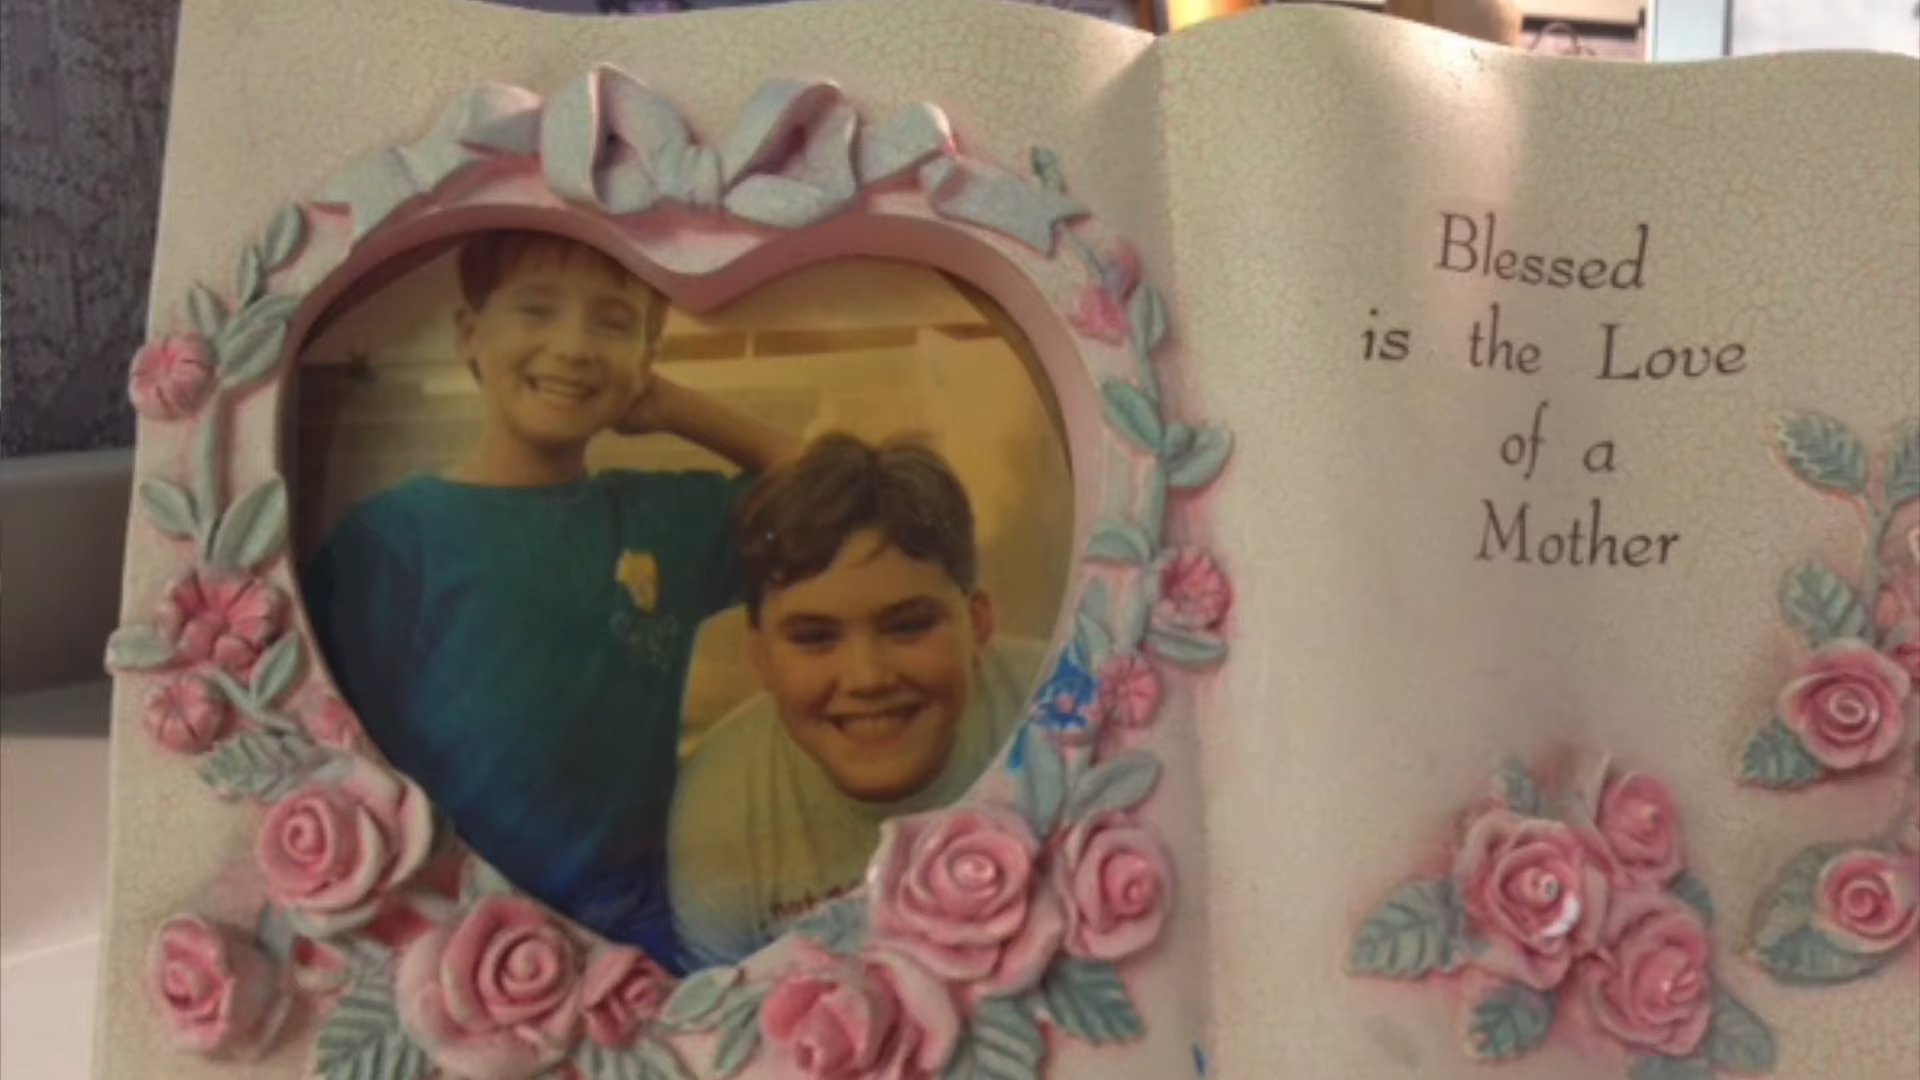 Blessed
is the Love
of a
Mother